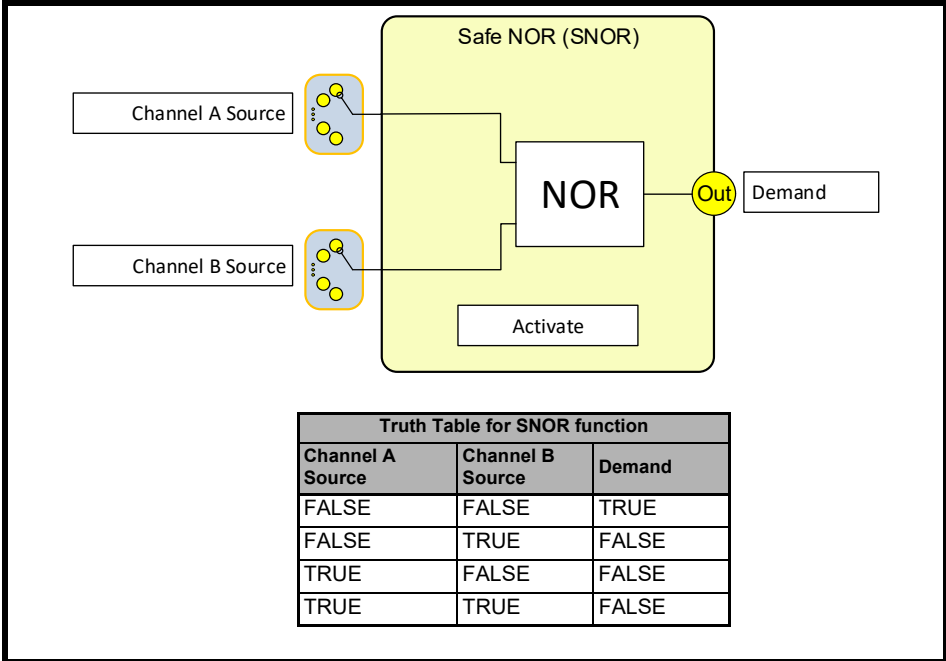 Safe NOR (SNOR)
Channel A Source
NOR
Out
Demand
Channel B Source
Activate
Truth Table for SNOR function
Channel A Source
Channel B Source
Demand
FALSE FALSE TRUE
FALSE TRUE FALSE
TRUE FALSE FALSE
TRUE TRUE FALSE